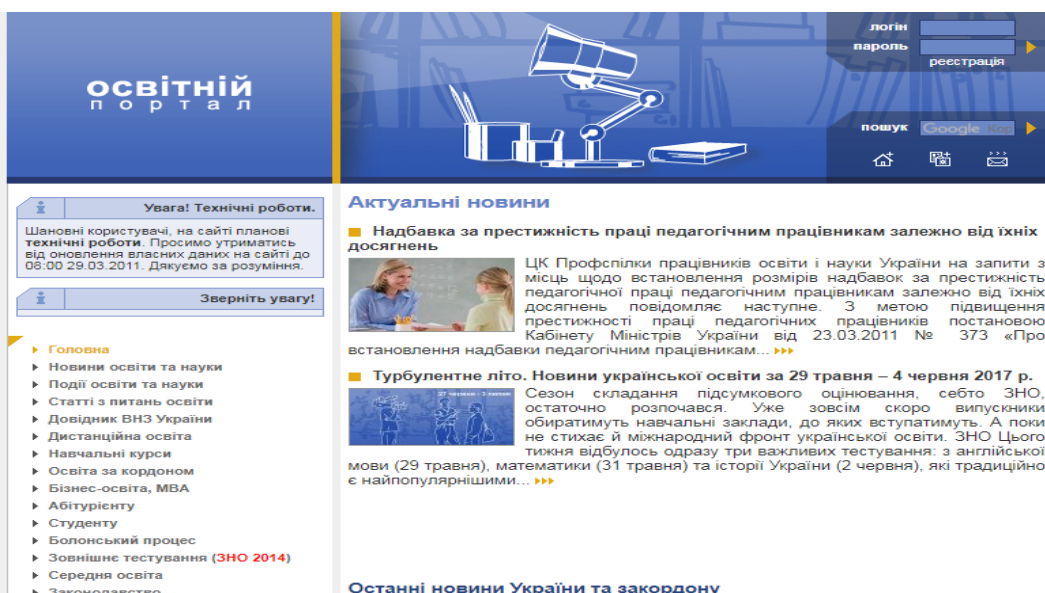 освітній
портал
логін
пароль
реєстрація
пошук Google
Увага! Технічні роботи.
Шановні користувачі, на сайті планові
технічні роботи. Просимо утриматись
від оновлення власних даних на сайті до
08:00 29.03.2011. Дякуємо за розуміння.
Зверніть увагу!
Головна
Новини освіти та науки
Події освіти та науки
Статті з питань освіти
Довідник ВНЗ України
Дистанційна освіта
Навчальні курси
Освіта за кордоном
Бізнес-освіта, МВА
Абітурієнту
Студенту
Болонський процес
Зовнішнє тестування (ЗНО 2014)
Середня освіта
Законодавство
Актуальні новини
Надбавка за престижність праці педагогічним працівникам залежно від їхніх
досягнень
ЦК Профспілки працівників освіти і науки України на запити з
місць щодо встановлення розмірів надбавок за престижність
педагогічної праці педагогічним працівникам залежно від їхніх
досягнень повідомляє наступне. З метою підвищення
престижності праці педагогічних працівників постановою
Кабінету Міністрів України від 23.03.2011 № 373 «Про
встановлення надбавки педагогічним працівникам...
Турбулентне літо. Новини української освіти за 29 травня – 4 червня 2017 р.
Сезон складання підсумкового оцінювання, себто ЗНО,
остаточно розпочався. Уже зовсім скоро випускники
обиратимуть навчальні заклади, до яких вступатимуть. А поки
не стихає й міжнародний фронт української освіти. ЗНО Цього
тижня відбулось одразу три важливих тестування: з англійської
мови (29 травня), математики (31 травня) та історії України (2 червня), які традиційно
є найпопулярнішими...
Останні новини України та закордону